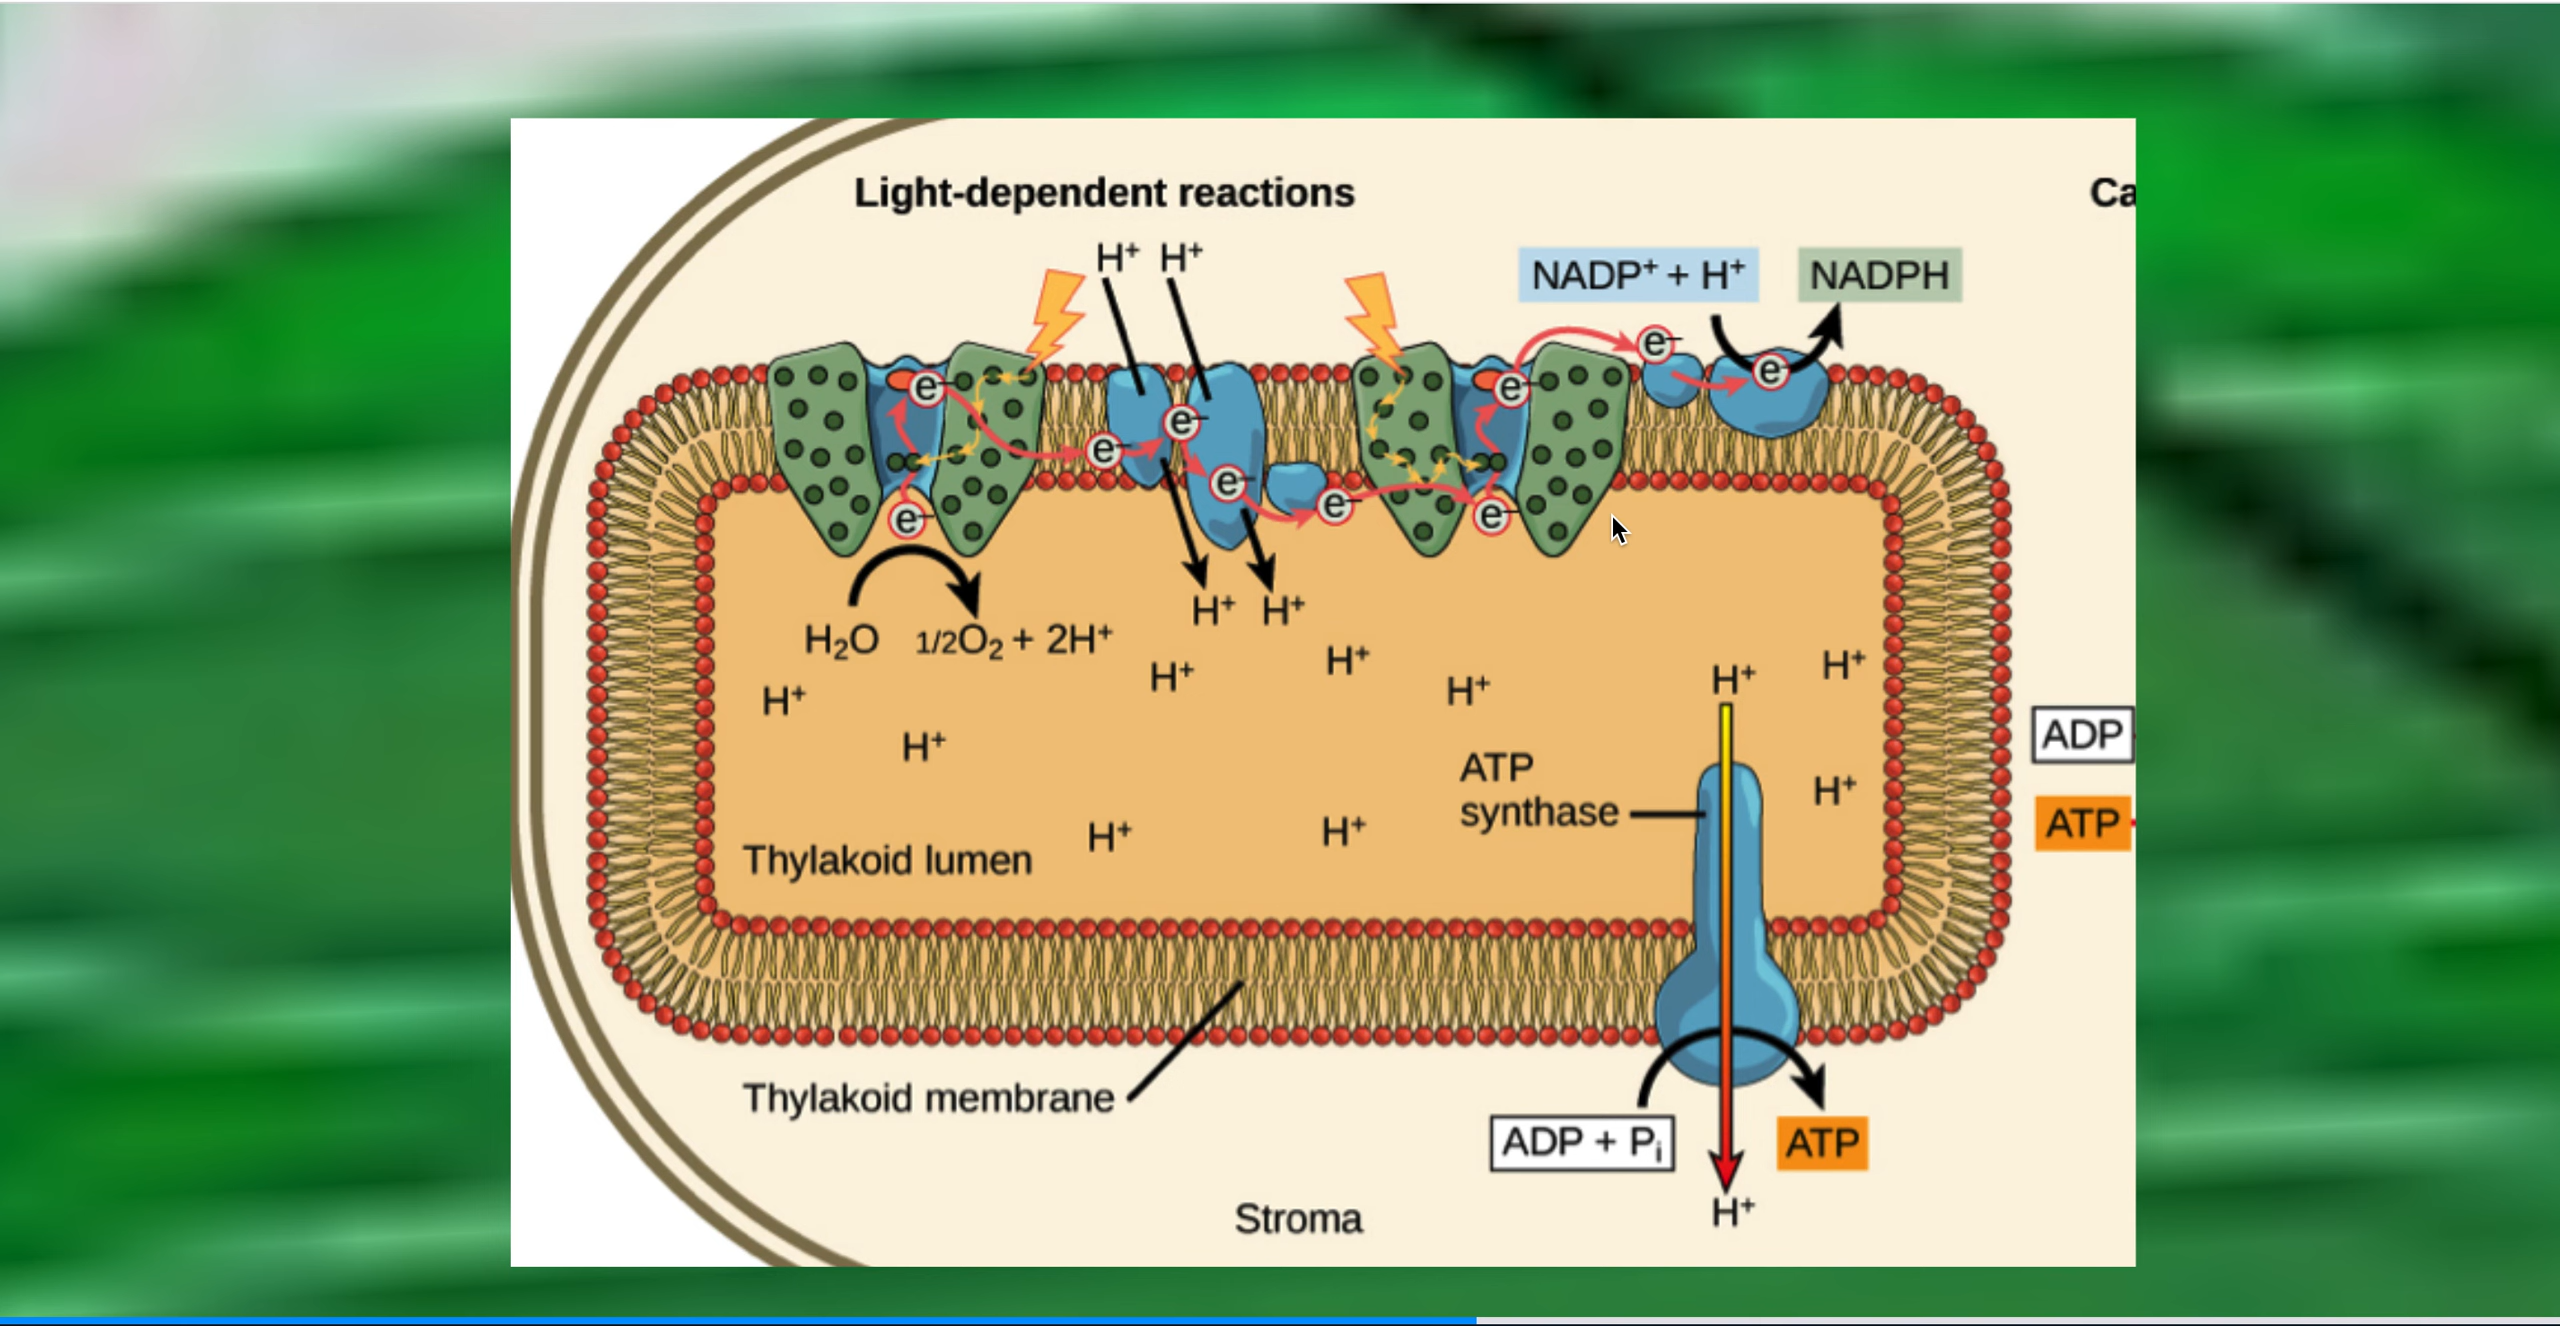 Light-dependent reactions
Ca
H⁺ H⁺
NADP⁺ + H⁺
NADPH
e⁻
e⁻
e⁻
e⁻
e⁻
e⁻
e⁻
e⁻
e⁻
e⁻
e⁻
H₂O 1/2O₂ + 2H⁺
H⁺ H⁺
H⁺
H⁺
H⁺
H⁺
H⁺
H⁺
H⁺
H⁺
H⁺
H⁺
ATP
synthase
Thylakoid lumen
ADP
ATP
Thylakoid membrane
ADP + Pᵢ
ATP
H⁺
Stroma